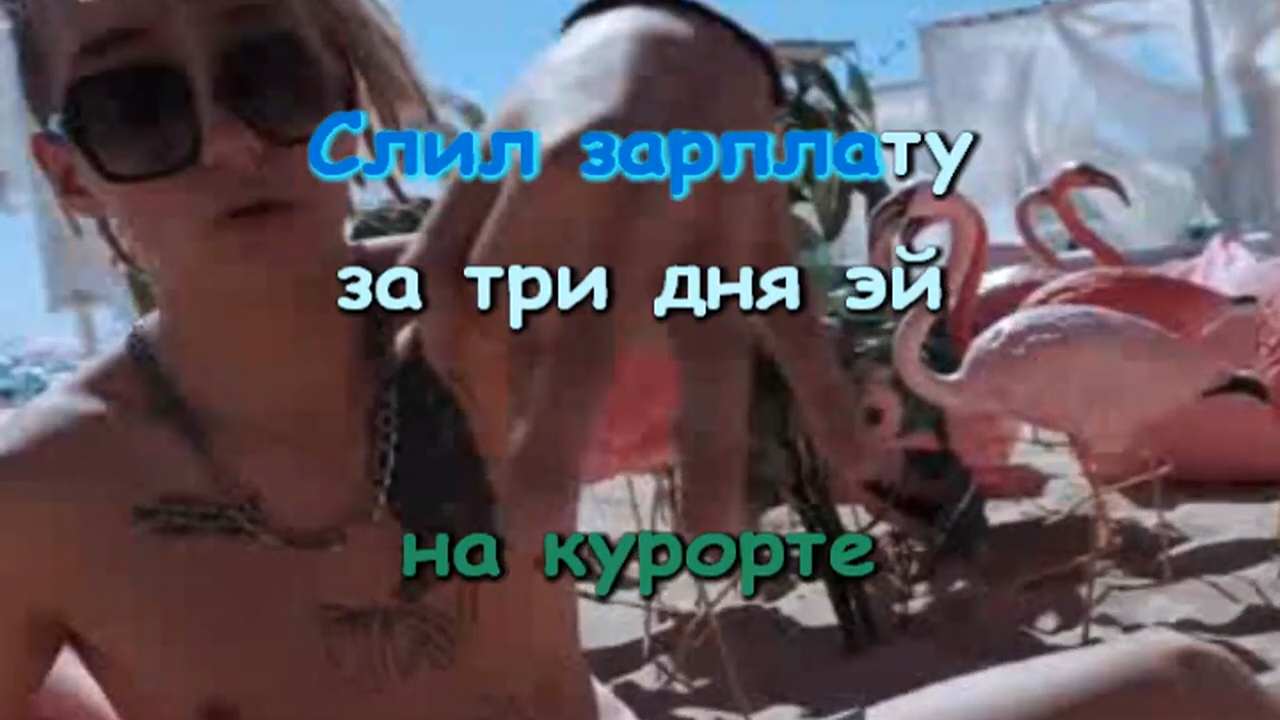 Слил зарплату
за три дня эй
на курорте